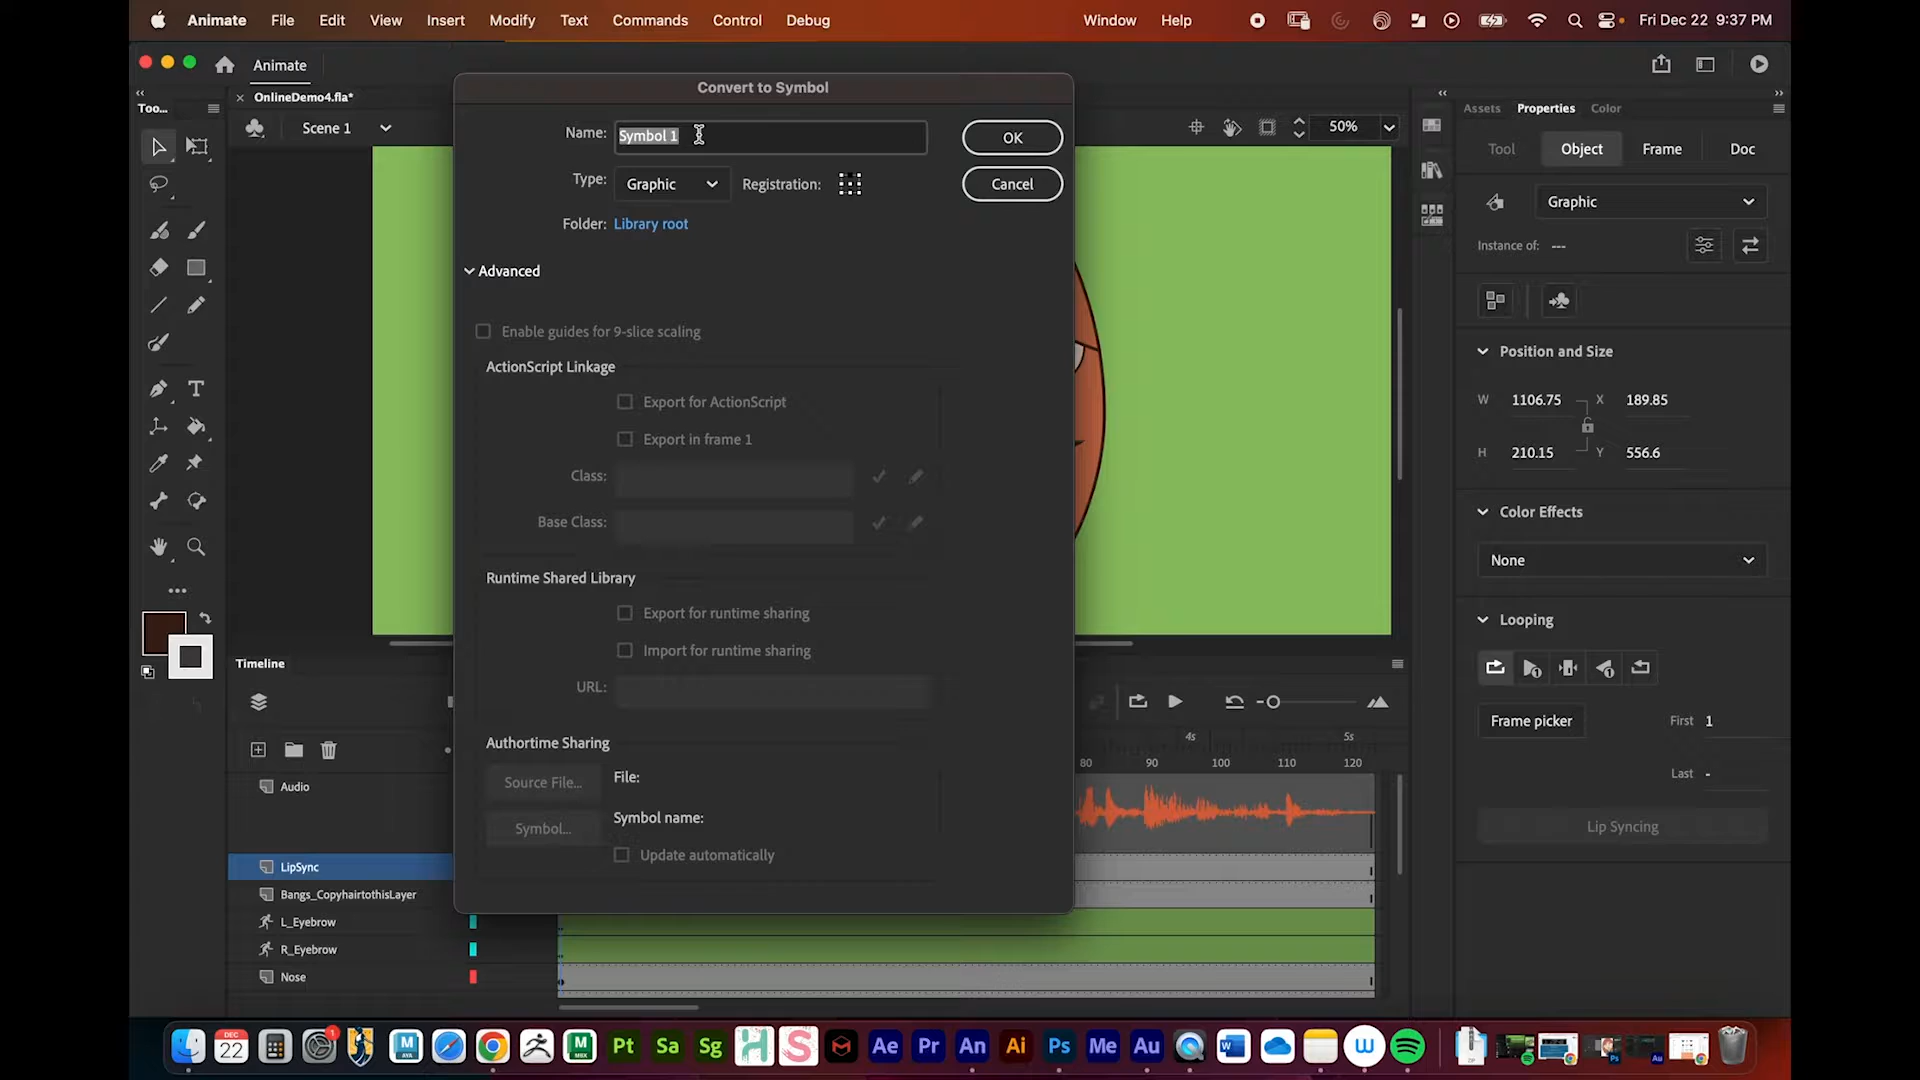 Animate File Edit View Insert Modify Text Commands Control Debug Window Help Fri Dec 22 9:37 PM
Animate
Too...
OnlineDemo4.fla*
Scene 1
50%
Convert to Symbol
Name: Symbol 1
OK
Type: Graphic
Registration:
Cancel
Folder: Library root
Advanced
Enable guides for 9-slice scaling
ActionScript Linkage
Export for ActionScript
Export in frame 1
Class:
Base Class:
Runtime Shared Library
Export for runtime sharing
Import for runtime sharing
URL:
Authortime Sharing
Source File...
File:
Symbol...
Symbol name:
Update automatically
Assets Properties Color
Tool Object Frame Doc
Graphic
Instance of: ---
Position and Size
W 1106.75 X 189.85
H 210.15 Y 556.6
Color Effects
None
Looping
Frame picker
First 1
Last -
Lip Syncing
Timeline
4s 5s
80 90 100 110 120
Audio
LipSync
Bangs_CopyhairtothisLayer
L_Eyebrow
R_Eyebrow
Nose
DEC
22
1
M
MAYA
M
Pt Sa Sg H S Ae Pr An Ai Ps Me Au W W
ZIP